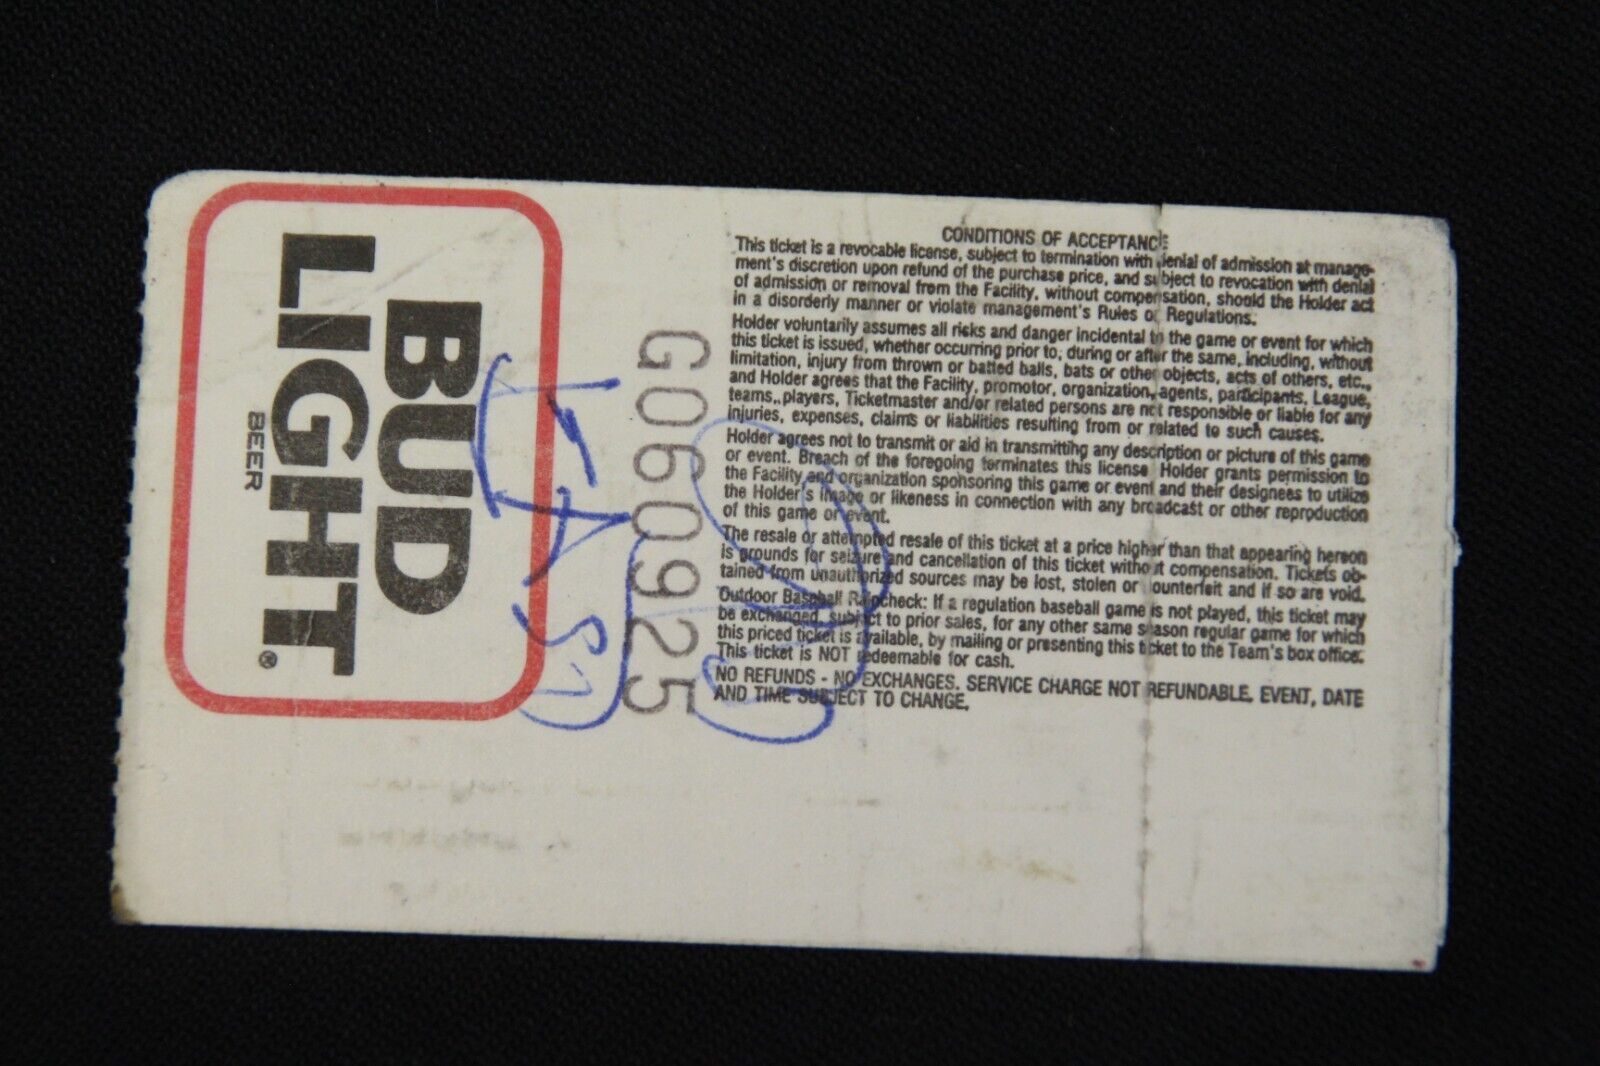 BUD
LIGHT®
BEER
G060925
CONDITIONS OF ACCEPTANCE
This ticket is a revocable license, subject to termination with denial of admission at manage-
ment's discretion upon refund of the purchase price, and subject to revocation with denial
of admission or removal from the Facility, without compensation, should the Holder act
in a disorderly manner or violate management's Rules or Regulations.
Holder voluntarily assumes all risks and danger incidental to the game or event for which
this ticket is issued, whether occurring prior to, during or after the same, including, without
limitation, injury from thrown or batted balls, bats or other objects, acts of others, etc.,
and Holder agrees that the Facility, promotor, organization, agents, participants, League,
teams, players, Ticketmaster and/or related persons are not responsible or liable for any
injuries, expenses, claims or liabilities resulting from or related to such causes.
Holder agrees not to transmit or aid in transmitting any description or picture of this game
or event. Breach of the foregoing terminates this license Holder grants permission to
the Facility and organization sponsoring this game or event and their designees to utilize
the Holder's image or likeness in connection with any broadcast or other reproduction
of this game or event.
The resale or attempted resale of this ticket at a price higher than that appearing hereon
is grounds for seizure and cancellation of this ticket without compensation. Tickets ob-
tained from unauthorized sources may be lost, stolen or counterfeit and if so are void.
Outdoor Baseball Raincheck: If a regulation baseball game is not played, this ticket may
be exchanged, subject to prior sales, for any other same season regular game for which
this priced ticket is available, by mailing or presenting this ticket to the Team's box office.
This ticket is NOT redeemable for cash.
NO REFUNDS - NO EXCHANGES. SERVICE CHARGE NOT REFUNDABLE. EVENT, DATE
AND TIME SUBJECT TO CHANGE.